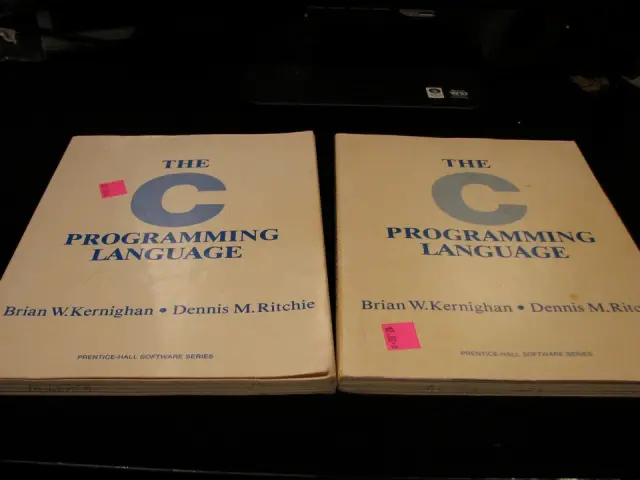 THE
C
PROGRAMMING
LANGUAGE
Brian W. Kernighan • Dennis M. Ritchie
PRENTICE-HALL SOFTWARE SERIES
THE
C
PROGRAMMING
LANGUAGE
Brian W. Kernighan • Dennis M. Ritc
PRENTICE-HALL SOFTWARE SERIES